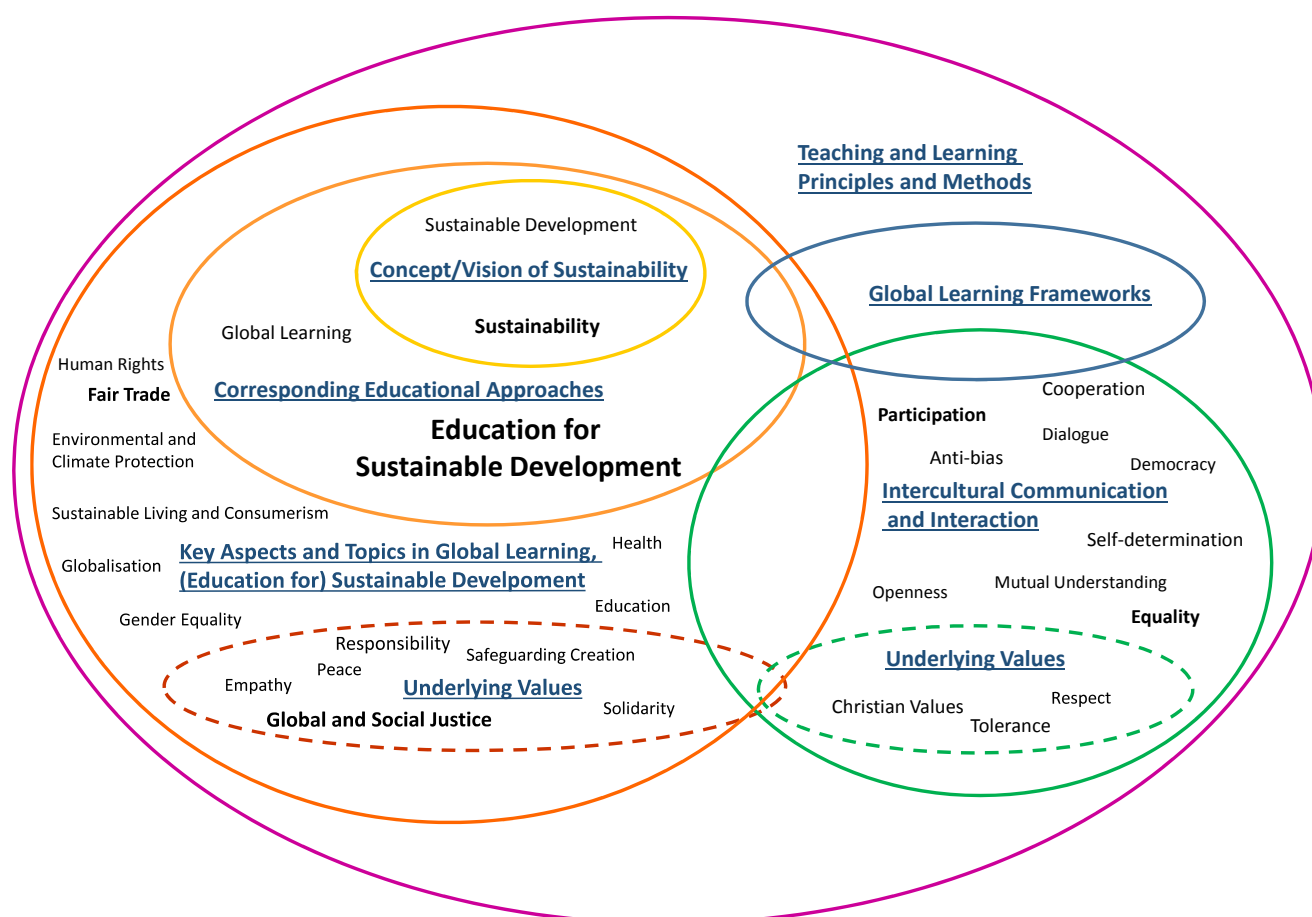 Teaching and Learning
Principles and Methods
Sustainable Development
Concept/Vision of Sustainability
Sustainability
Global Learning Frameworks
Global Learning
Human Rights
Fair Trade
Corresponding Educational Approaches
Education for
Sustainable Development
Environmental and
Climate Protection
Sustainable Living and Consumerism
Key Aspects and Topics in Global Learning,
(Education for) Sustainable Develpoment
Globalisation
Health
Gender Equality
Education
Responsibility
Safeguarding Creation
Peace
Empathy
Underlying Values
Solidarity
Global and Social Justice
Cooperation
Participation
Dialogue
Anti-bias
Democracy
Intercultural Communication
and Interaction
Self-determination
Mutual Understanding
Openness
Equality
Underlying Values
Respect
Christian Values
Tolerance